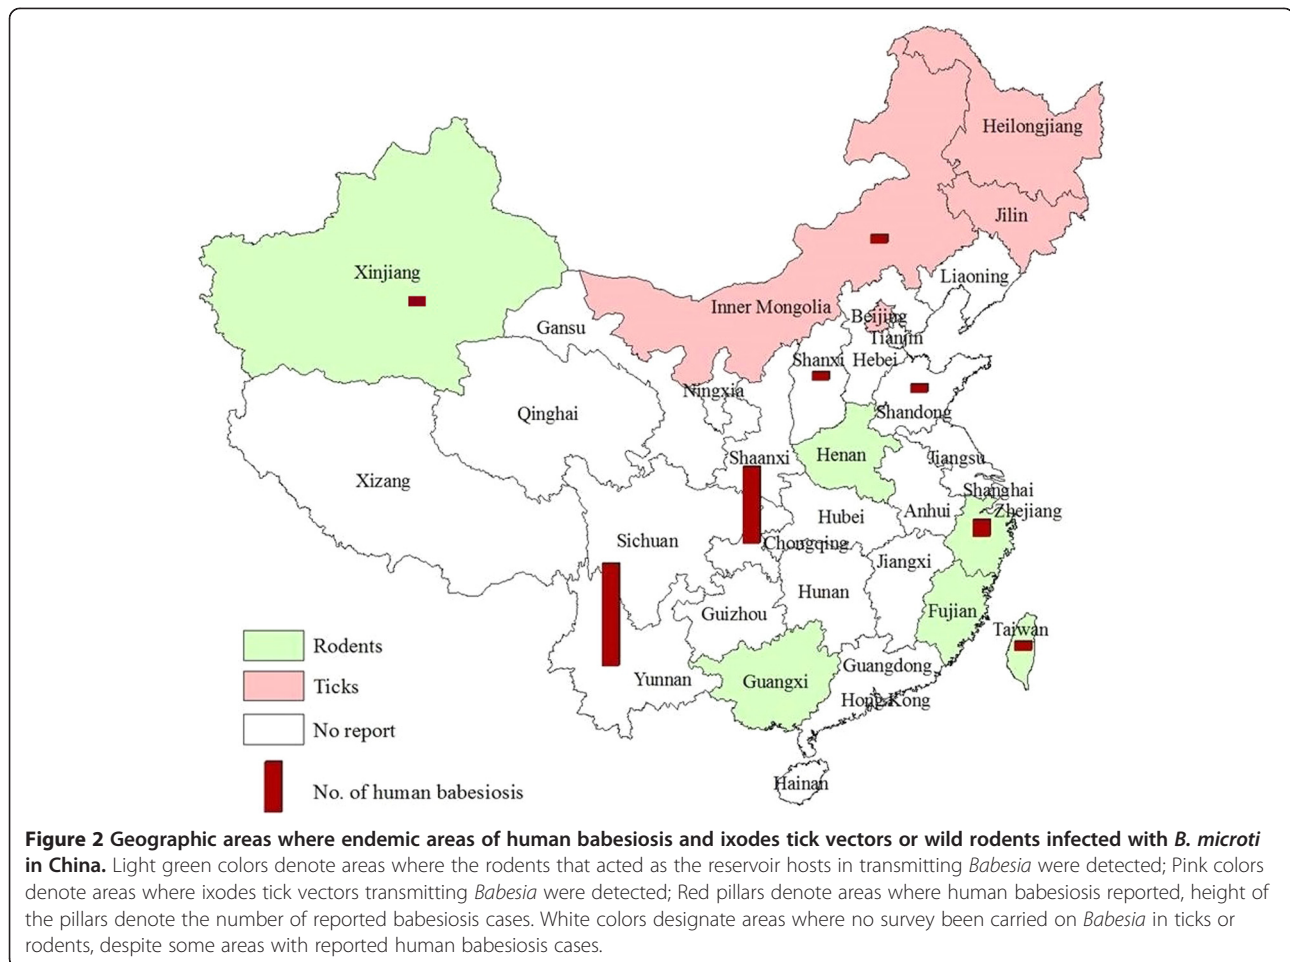 Heilongjiang
Jilin
Liaoning
Xinjiang
Inner Mongolia
Beijing
Gansu
Tianjin
Shanxi
Hebei
Ningxia
Qinghai
Shandong
Shaanxi
Henan
Jiangsu
Xizang
Shanghai
Anhui
Zhejiang
Hubei
Sichuan
Chongqing
Jiangxi
Hunan
Guizhou
Fujian
Taiwan
Guangdong
Yunnan
Guangxi
Hong Kong
Hainan
Rodents
Ticks
No report
No. of human babesiosis
Figure 2 Geographic areas where endemic areas of human babesiosis and ixodes tick vectors or wild rodents infected with B. microti
in China. Light green colors denote areas where the rodents that acted as the reservoir hosts in transmitting Babesia were detected; Pink colors
denote areas where ixodes tick vectors transmitting Babesia were detected; Red pillars denote areas where human babesiosis reported, height of
the pillars denote the number of reported babesiosis cases. White colors designate areas where no survey been carried on Babesia in ticks or
rodents, despite some areas with reported human babesiosis cases.